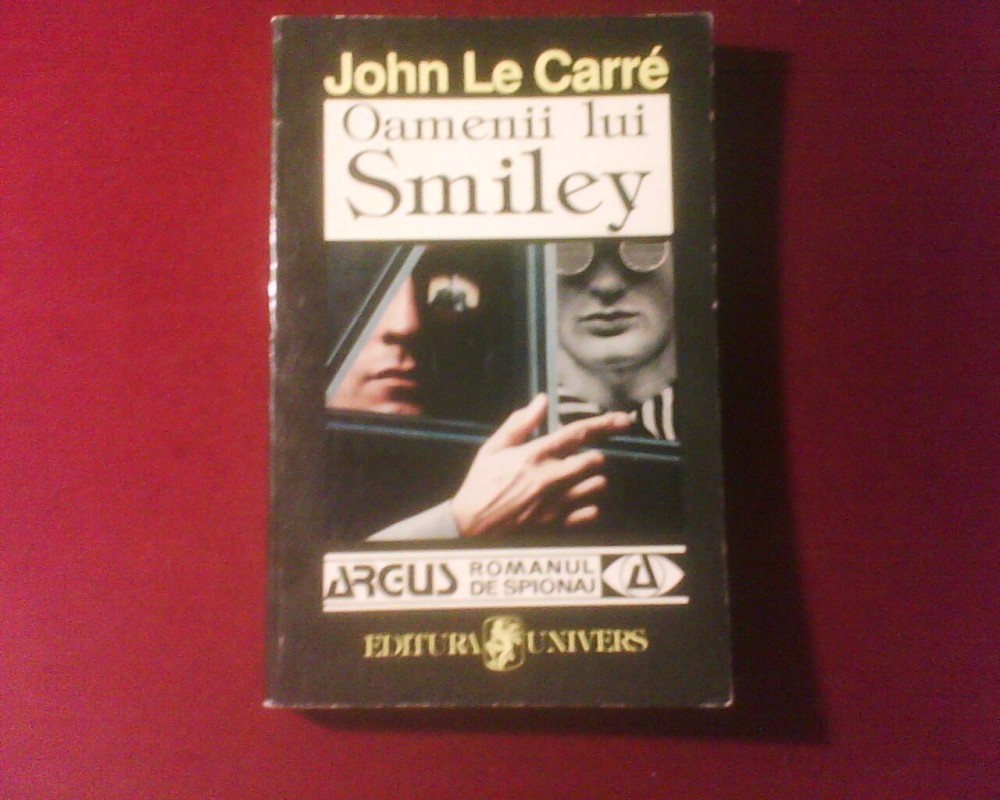 John Le Carré
Oamenii lui
Smiley
ARGUS ROMANUL
DE SPIONAJ A
EDITURA UNIVERS